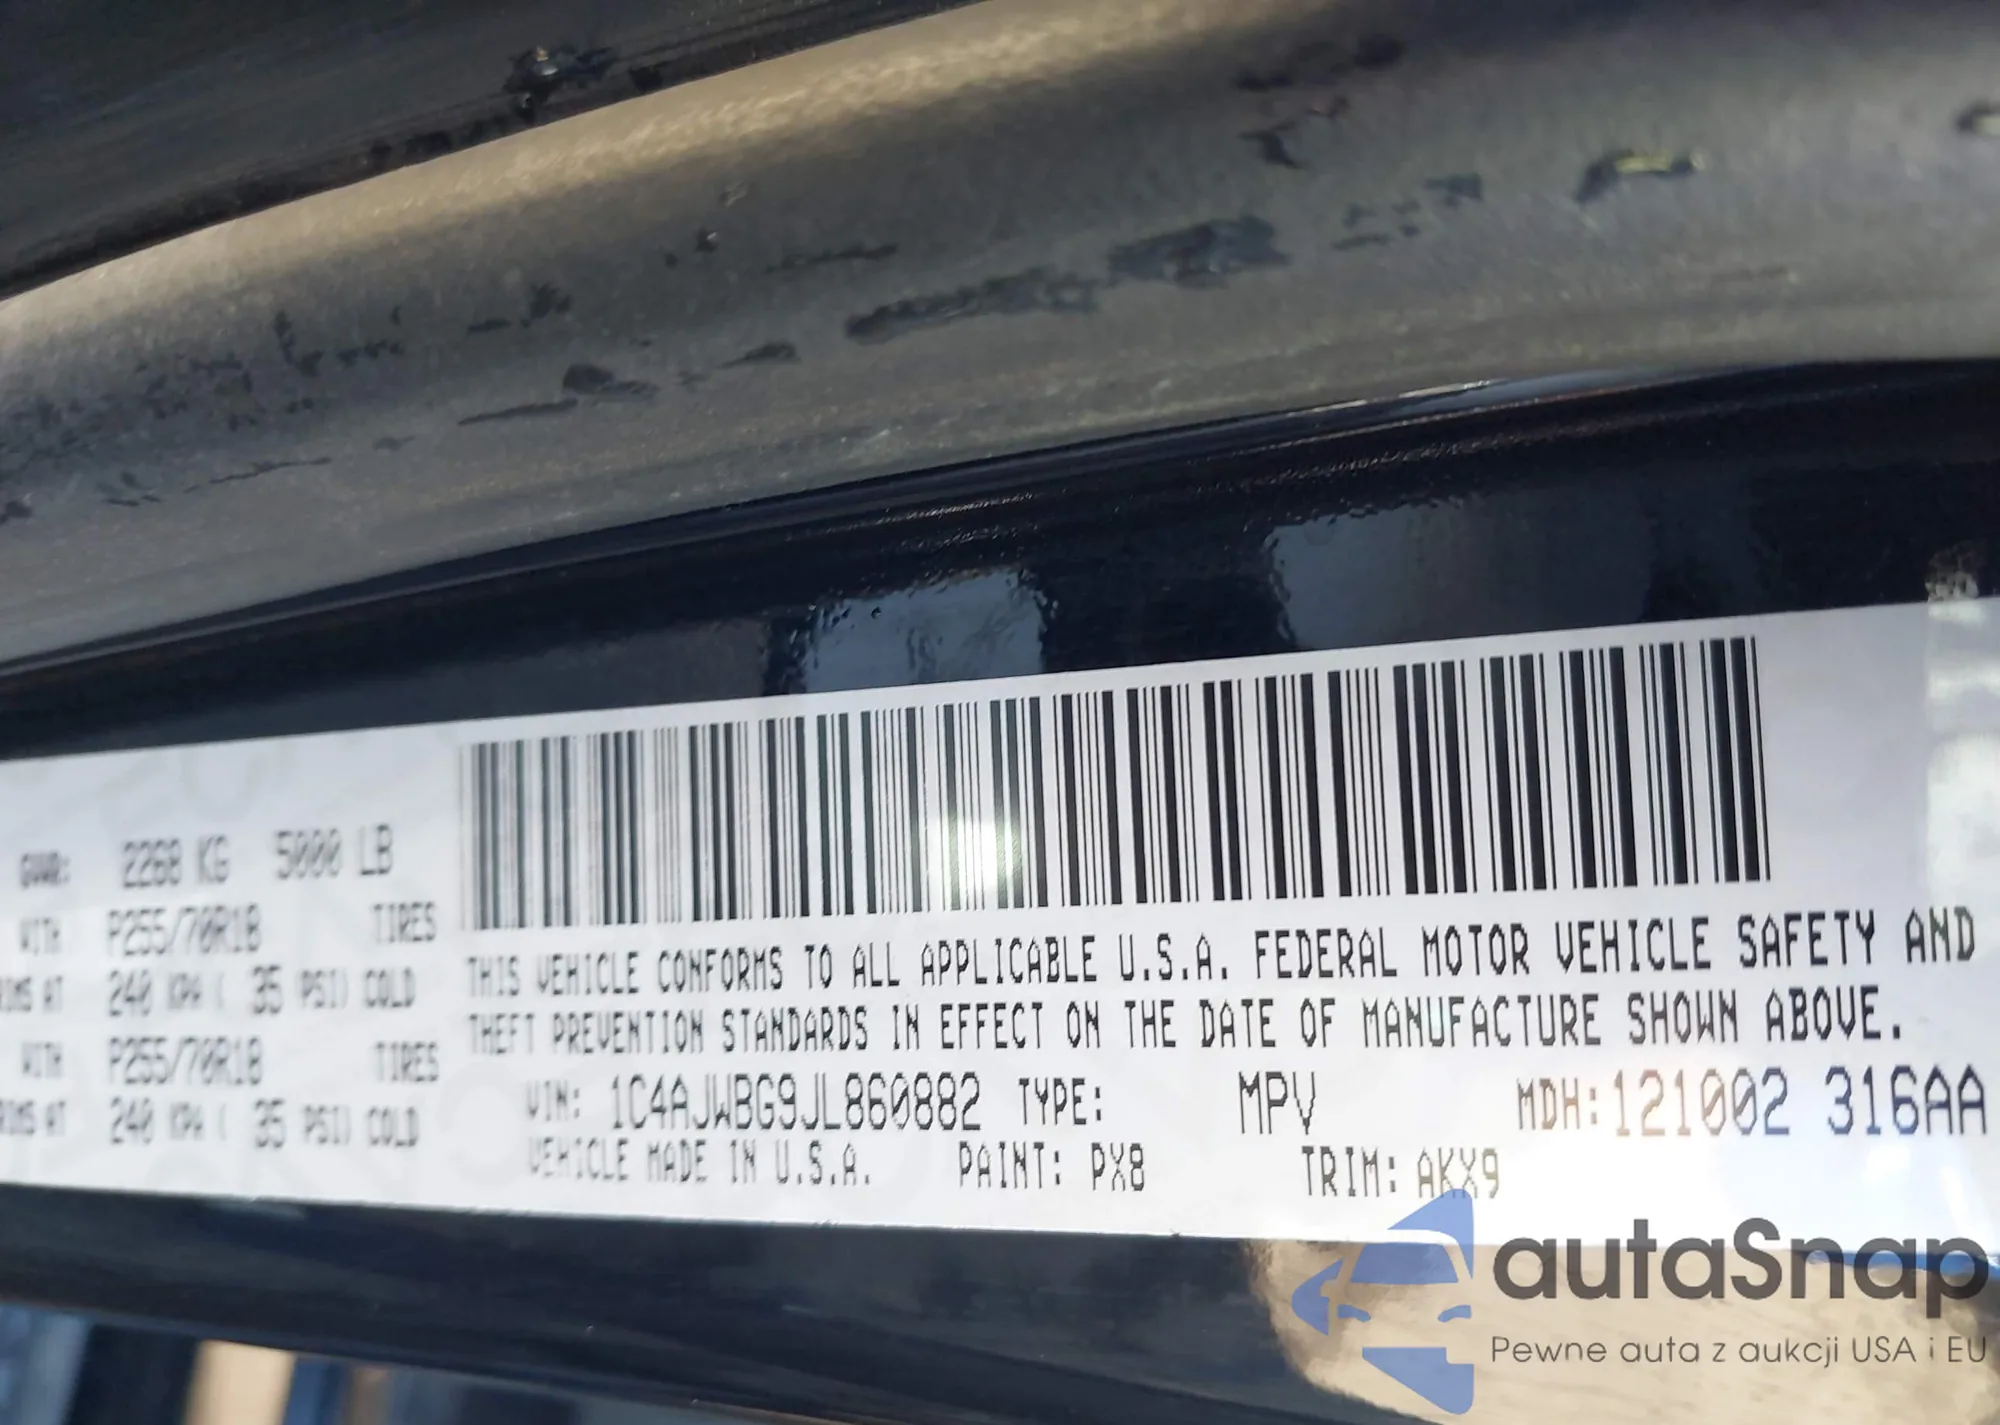 GVWR: 2268 KG 5000 LB
WITH P255/70R18 TIRES
RIMS AT 240 KPA ( 35 PSI) COLD
WITH P255/70R18 TIRES
RIMS AT 240 KPA ( 35 PSI) COLD
THIS VEHICLE CONFORMS TO ALL APPLICABLE U.S.A. FEDERAL MOTOR VEHICLE SAFETY AND
THEFT PREVENTION STANDARDS IN EFFECT ON THE DATE OF MANUFACTURE SHOWN ABOVE.
VIN: 1C4AJWBG9JL860882 TYPE: MPV MDH:121002 316AA
VEHICLE MADE IN U.S.A. PAINT: PX8 TRIM: AKX9
autaSnap
Pewne auta z aukcji USA i EU